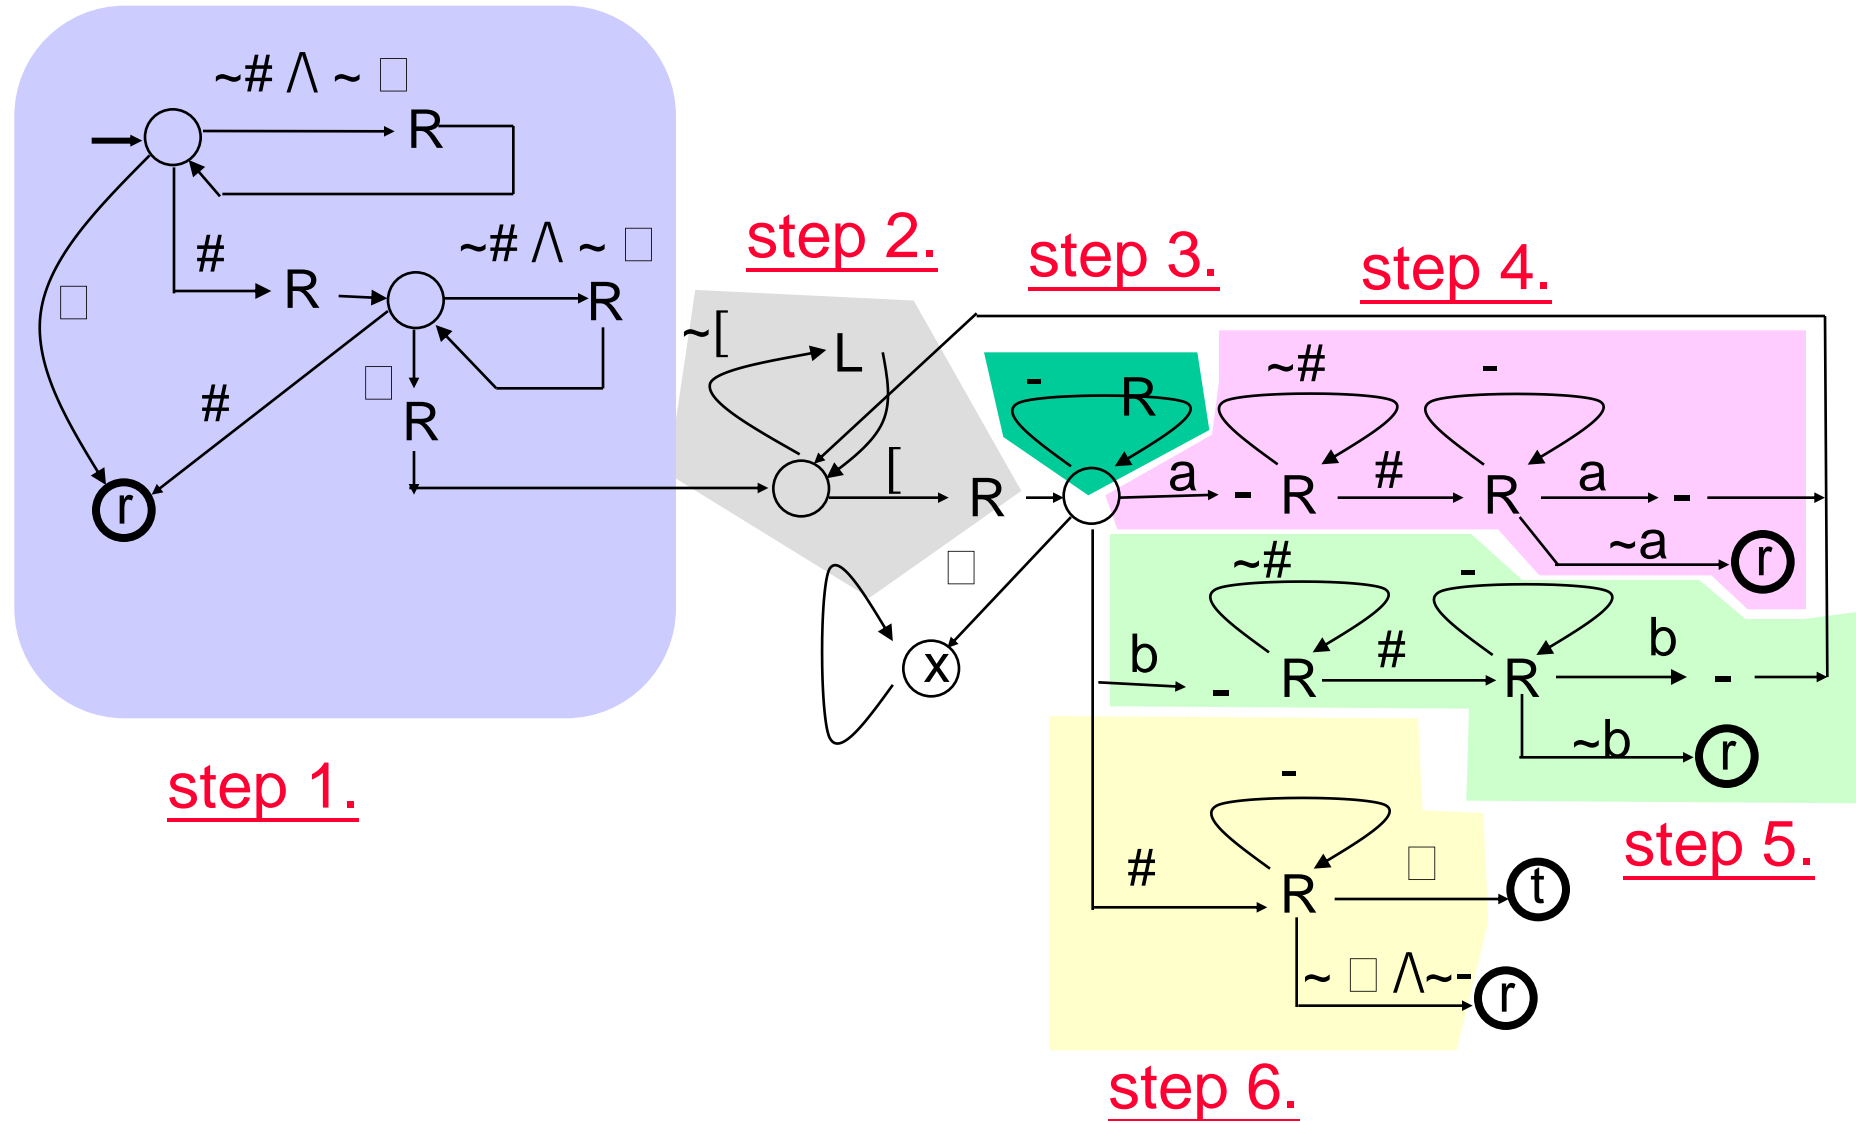 ~# /\ ~ □
R
#
R
~# /\ ~ □
R
□
#
□
R
r
step 1.
step 2.
~[
L
[
R
□
x
step 3.
-
R
step 4.
~#
-
a
-
R
#
R
a
-
~a
r
~#
-
b
-
R
#
R
b
-
~b
r
step 5.
-
#
R
□
t
~ □ /\~-
r
step 6.